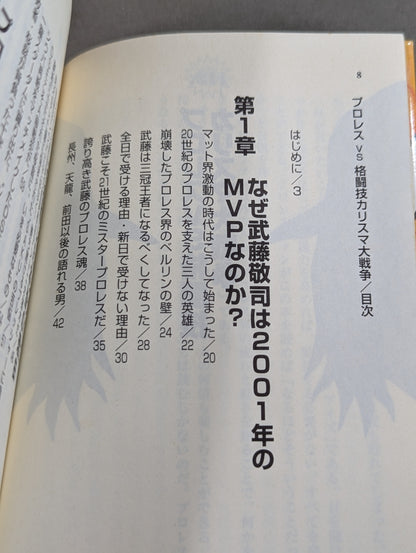 8
プロレスVS格闘技カリスマ大戦争／目次
はじめに／3
第1章 なぜ武藤敬司は2001年の
MVPなのか？
マット界激動の時代はこうして始まった／20
20世紀のプロレスを支えた三人の英雄／22
崩壊したプロレス界のベルリンの壁／24
武藤は三冠王者になるべくしてなった／28
全日で受ける理由・新日で受けない理由／30
武藤こそ21世紀のミスタープロレスだ／35
誇り高き武藤のプロレス魂／38
長州、天龍、前田以後の語れる男／42